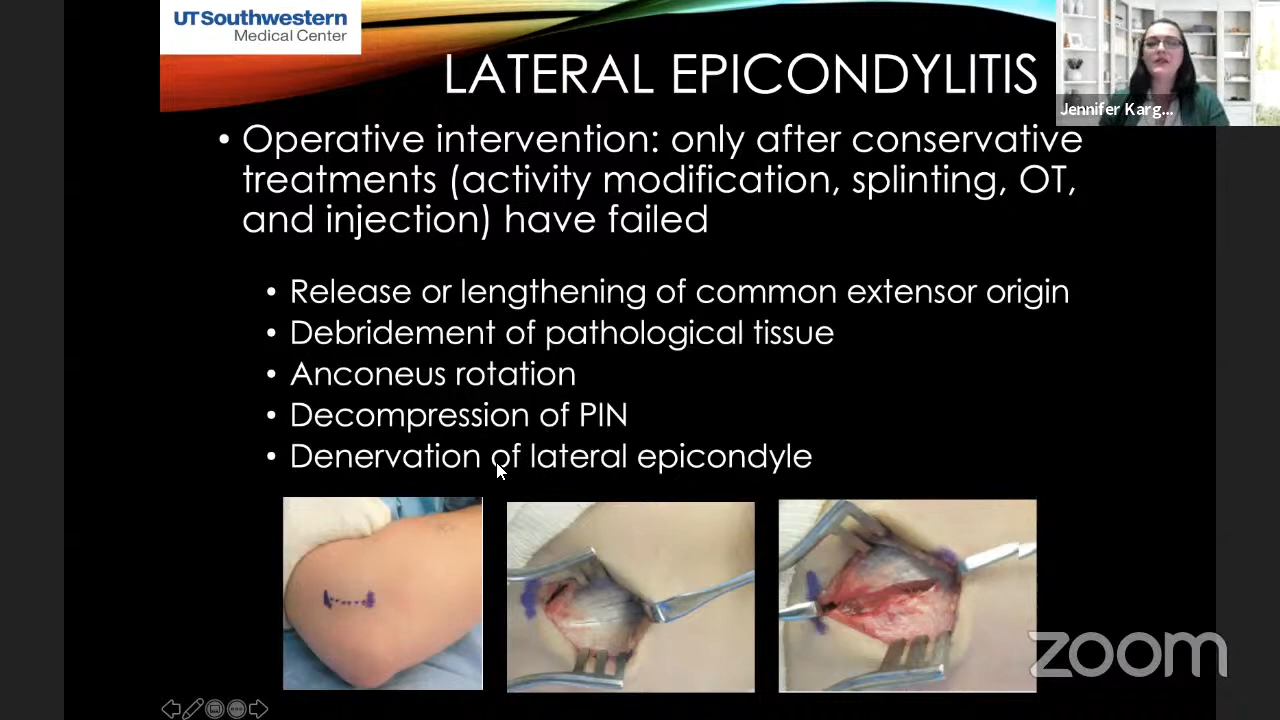 UTSouthwestern
Medical Center
LATERAL EPICONDYLITIS
Jennifer Karg...
• Operative intervention: only after conservative
treatments (activity modification, splinting, OT,
and injection) have failed
• Release or lengthening of common extensor origin
• Debridement of pathological tissue
• Anconeus rotation
• Decompression of PIN
• Denervation of lateral epicondyle
zoom